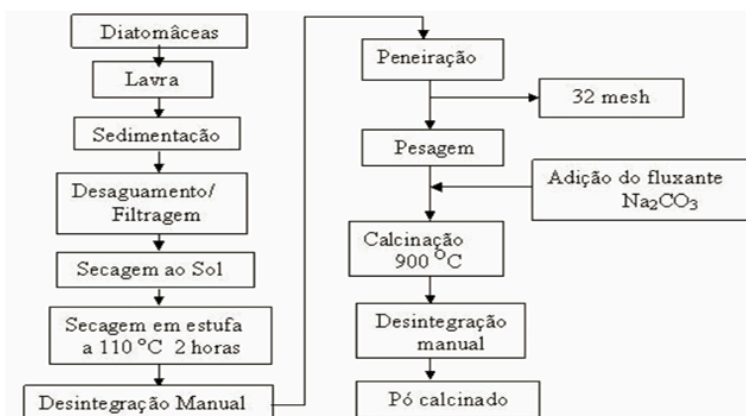 Diatomâceas
Lavra
Sedimentação
Desaguamento/
Filtragem
Secagem ao Sol
Secagem em estufa
a 110 °C 2 horas
Desintegração Manual
Peneiração
32 mesh
Pesagem
Adição do fluxante
Na₂CO₃
Calcinação
900 °C
Desintegração
manual
Pó calcinado